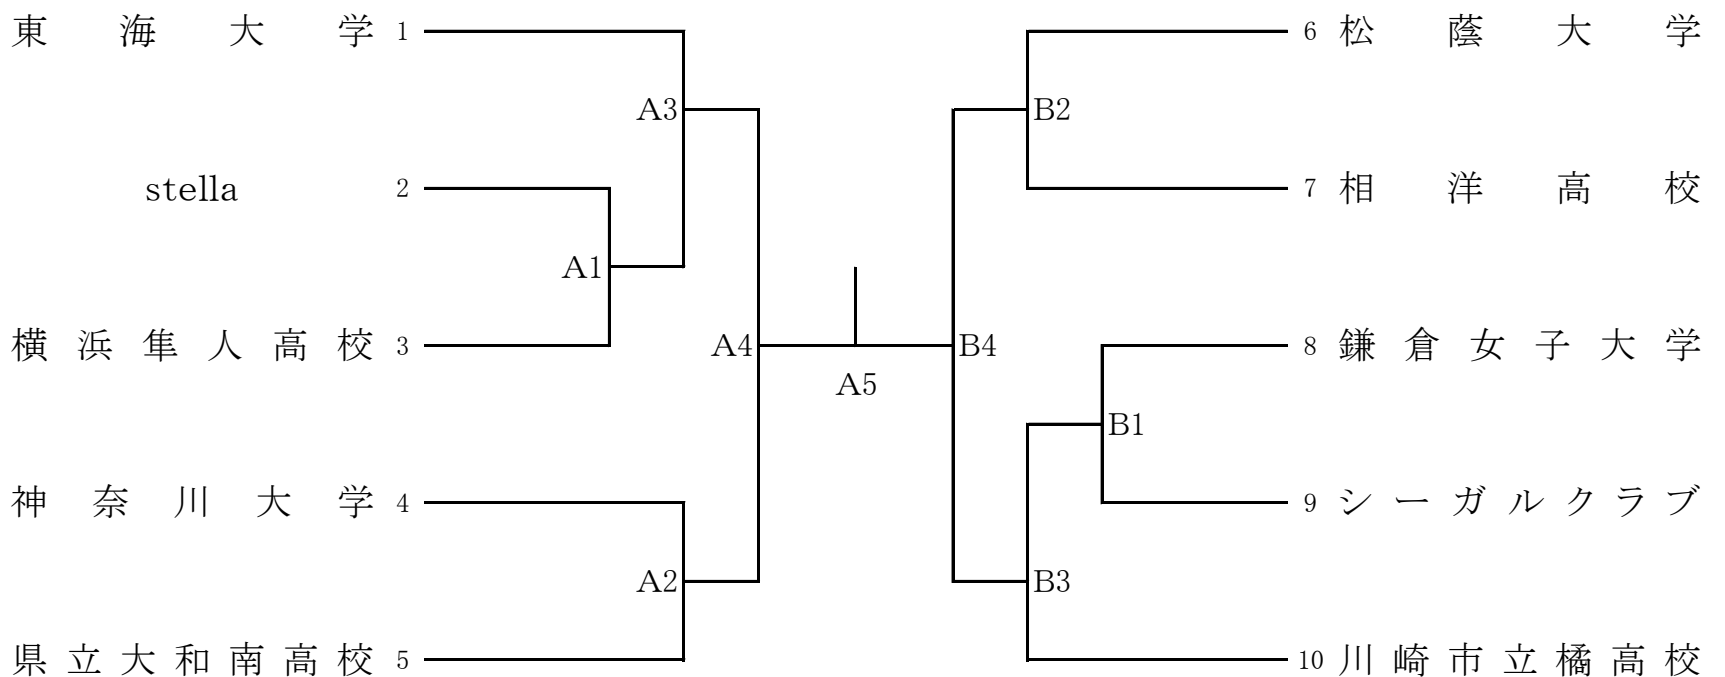 東海大学 1
6 松蔭大学
A3
B2
stella 2
7 相洋高校
A1
横浜隼人高校 3
A4
B4
8 鎌倉女子大学
A5
B1
神奈川大学 4
9 シーガルクラブ
A2
B3
県立大和南高校 5
10 川崎市立橘高校